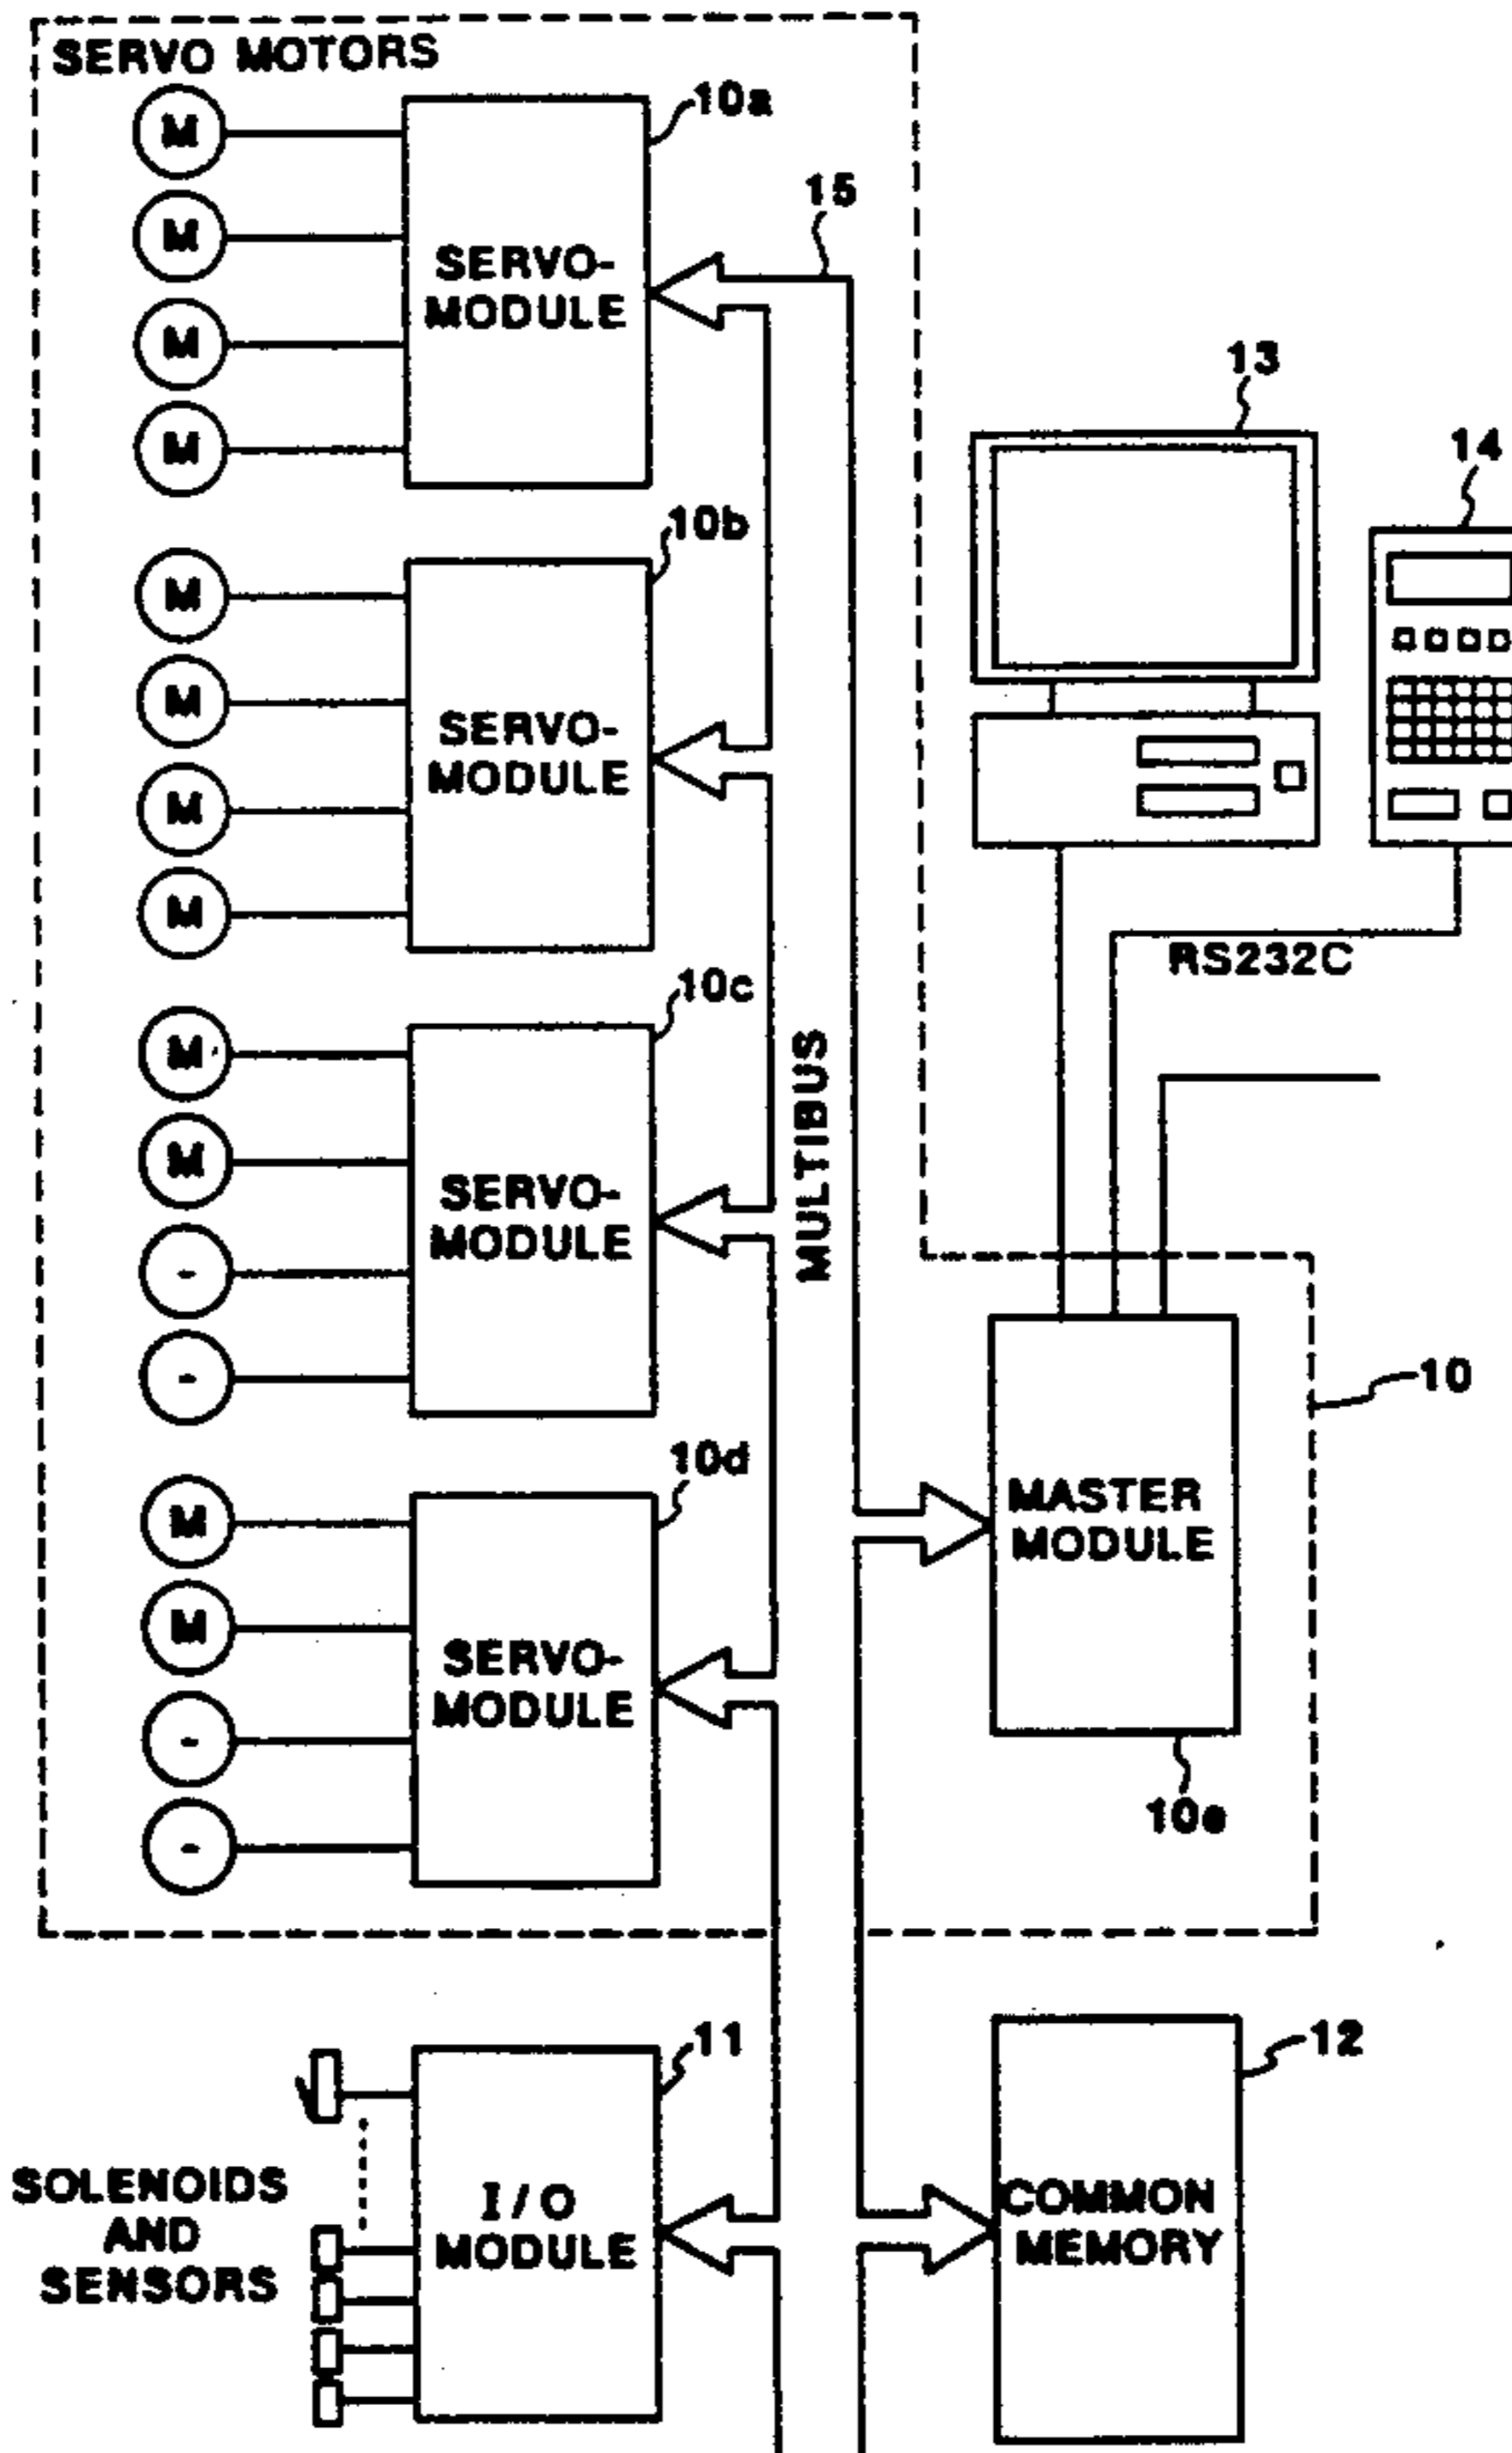 SERVO MOTORS
10a
M
M
M
M
SERVO-
MODULE
15
13
14
10b
M
M
M
M
SERVO-
MODULE
RS232C
10c
M
M
-
-
SERVO-
MODULE
MULTIBUS
10
10d
M
M
-
-
SERVO-
MODULE
MASTER
MODULE
10e
11
12
SOLENOIDS
AND
SENSORS
I/O
MODULE
COMMON
MEMORY